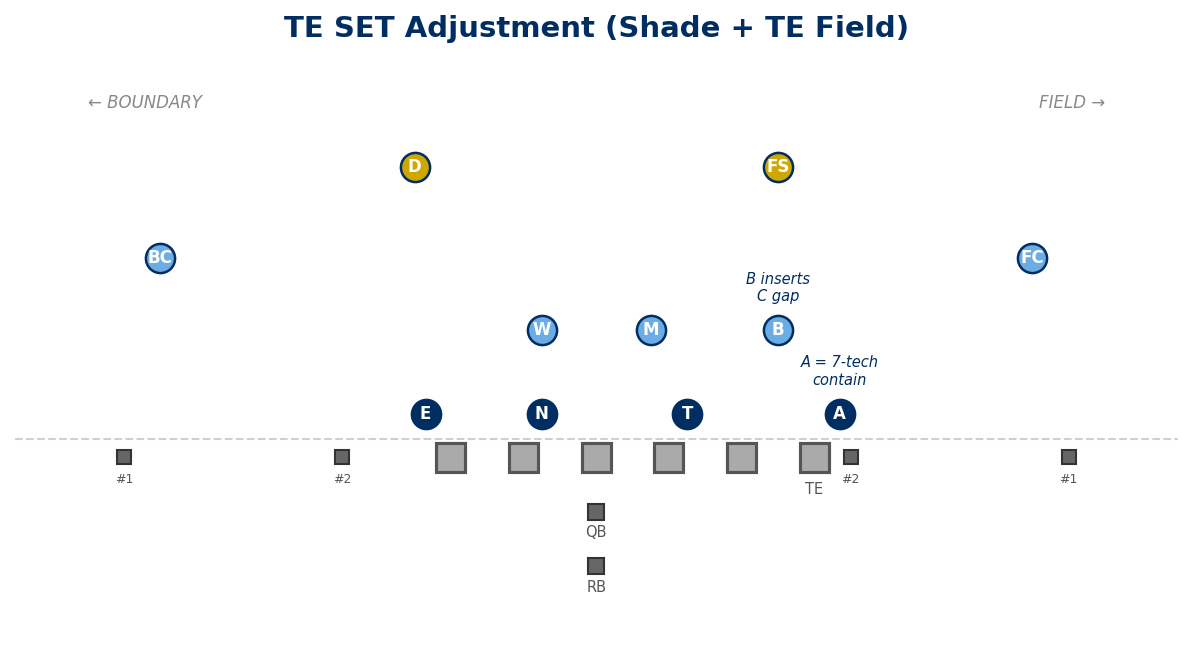 TE SET Adjustment (Shade + TE Field)
← BOUNDARY
FIELD →
D
FS
BC
FC
B inserts
C gap
W
M
B
A = 7-tech
contain
E
N
T
A
#1
#2
TE
#2
#1
QB
RB